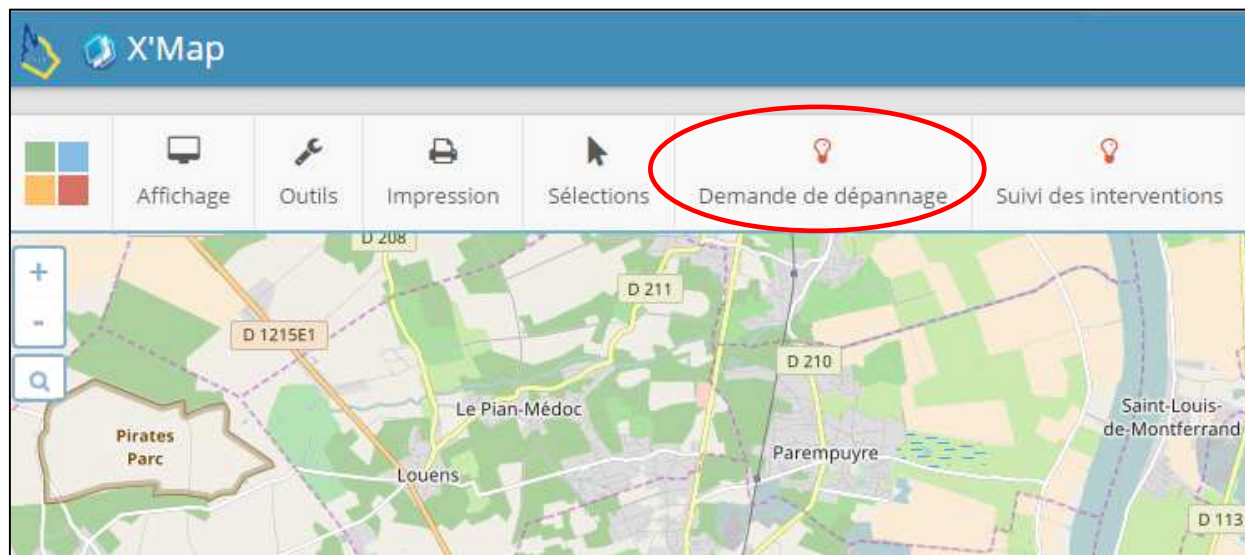 X'Map
Affichage
Outils
Impression
Sélections
Demande de dépannage
Suivi des interventions
+
-
D 208
D 211
D 1215E1
D 210
Le Pian-Médoc
Saint-Louis-
de-Montferrand
Pirates
Parc
Parempuyre
Louens
D 113